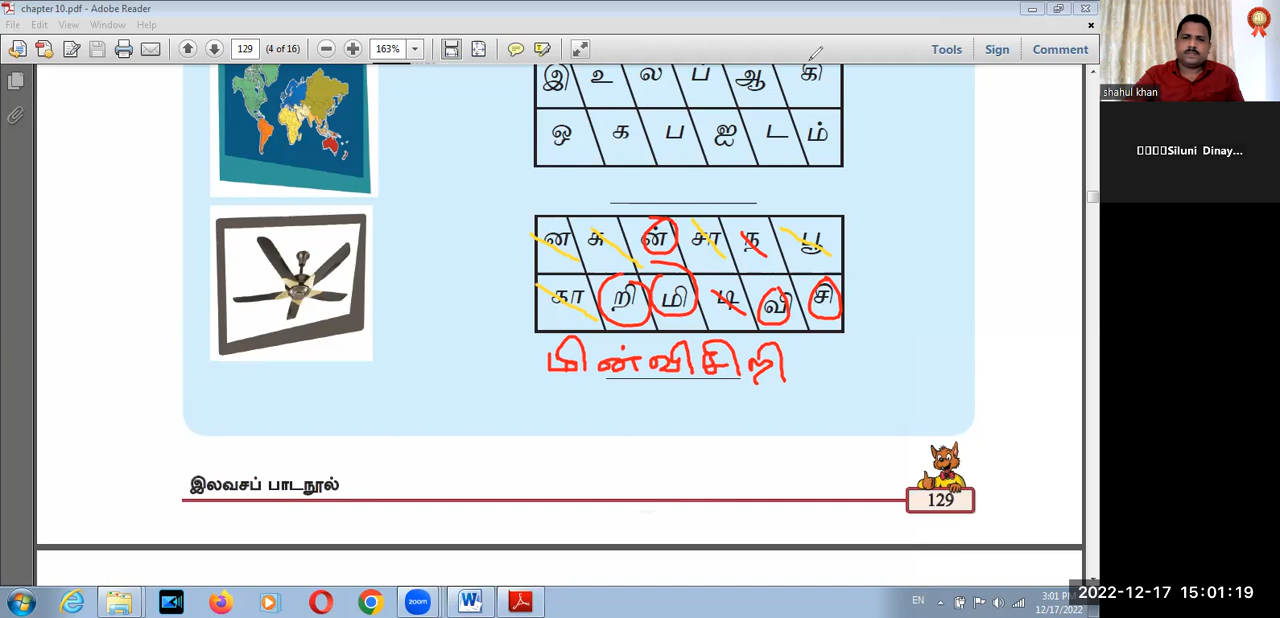 chapter 10.pdf - Adobe Reader
File Edit View Window Help
129 (4 of 16) 163% Tools Sign Comment
shahul khan
Siluni Dinay...
இ உ ல ப் ஆ கி
ஒ க ப ஐ ட ம்
ன க ன் சா ந பூ
கா றி மி டி வி சி
மின்விசிறி
இலவசப் பாடநூல்
129
EN 3:01 PM
12/17/2022
2022-12-17 15:01:19